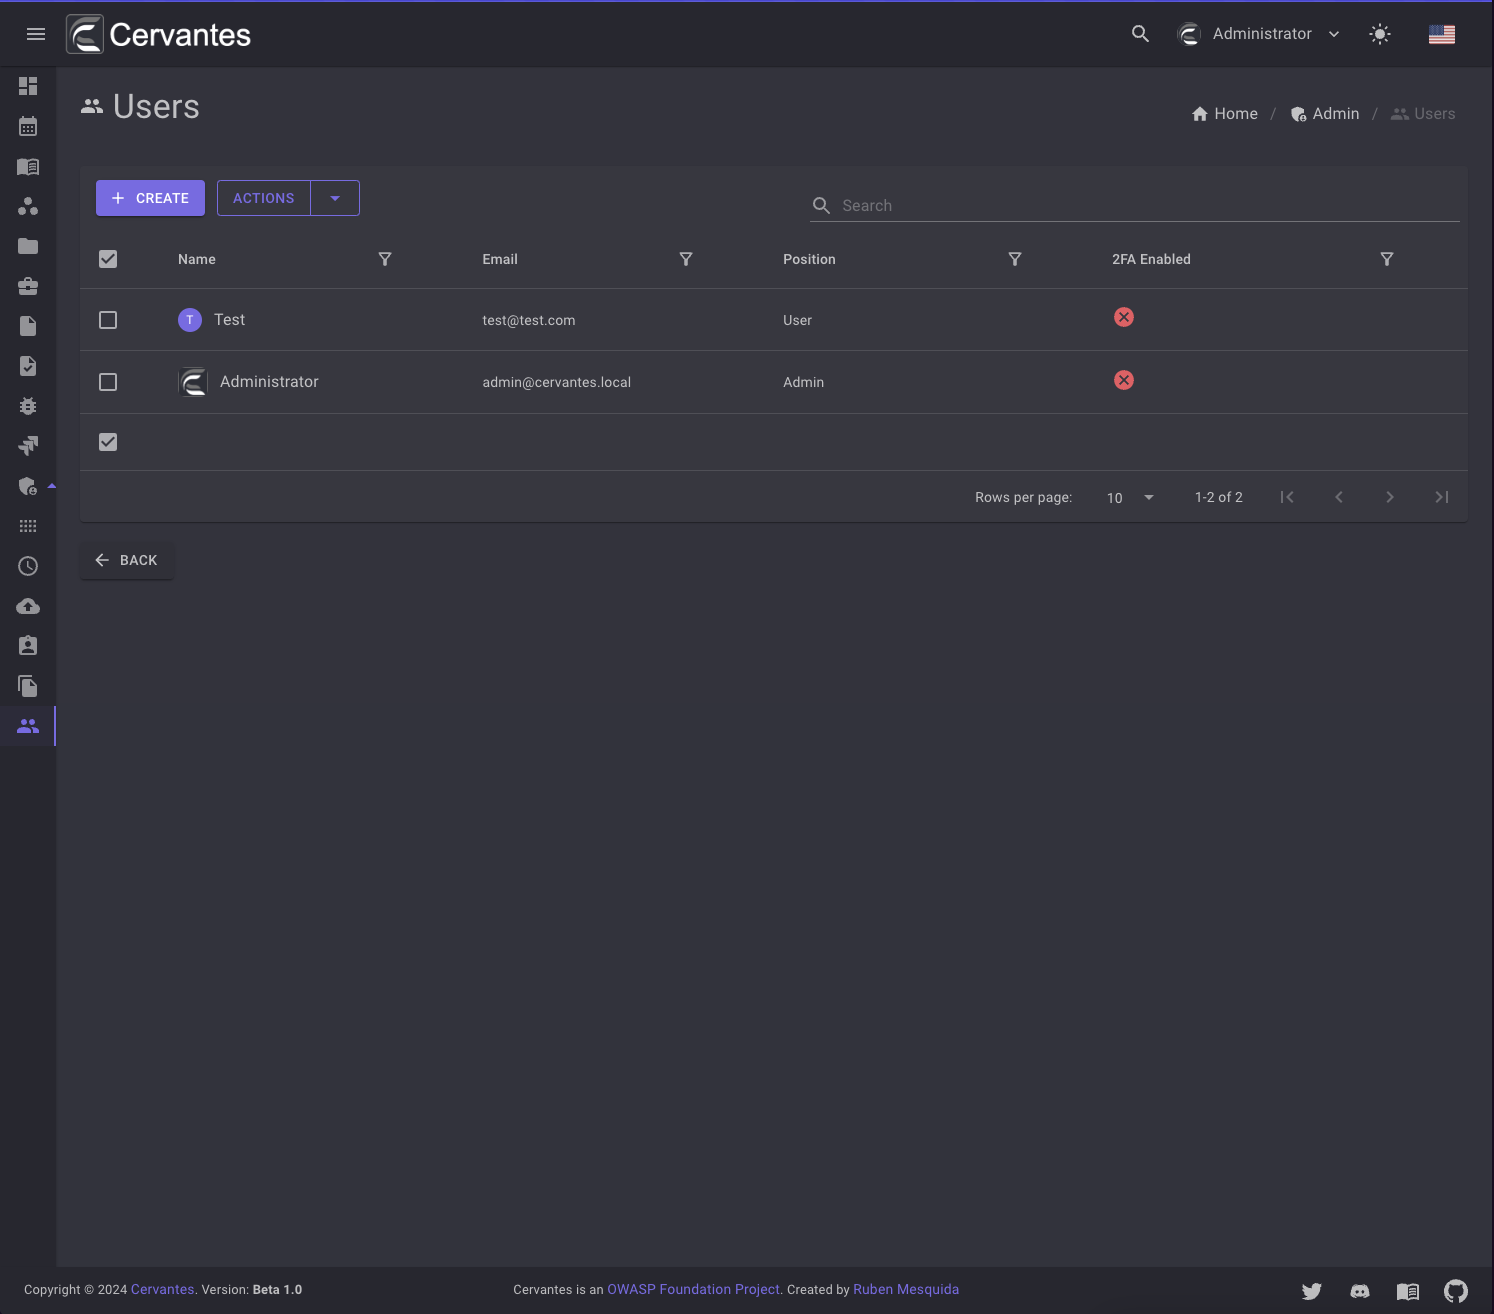 Cervantes
Administrator
Users
Home / Admin / Users
CREATE
ACTIONS
Search
Name Email Position 2FA Enabled
T Test test@test.com User
Administrator admin@cervantes.local Admin
Rows per page: 10 1-2 of 2
BACK
Copyright © 2024 Cervantes. Version: Beta 1.0
Cervantes is an OWASP Foundation Project. Created by Ruben Mesquida